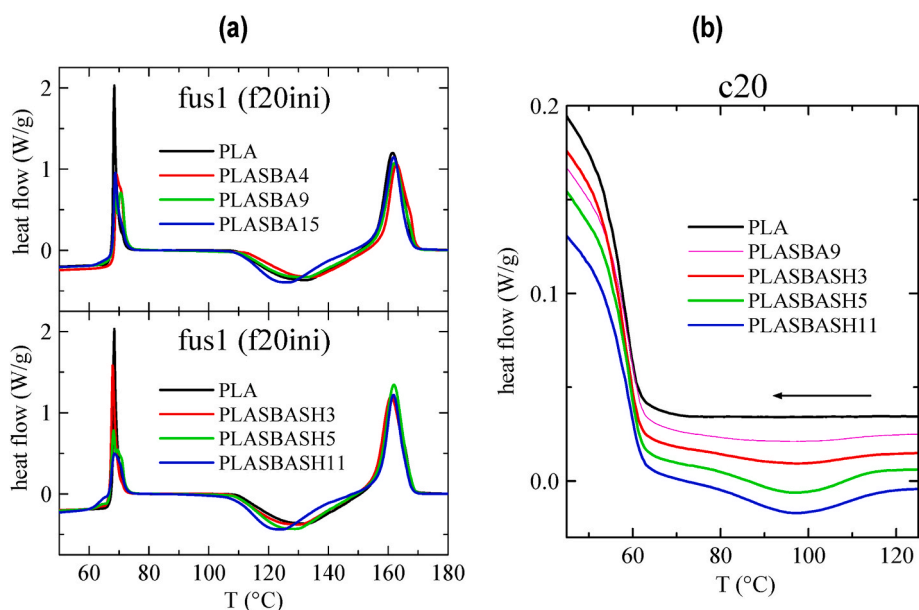 (a)
fus1 (f20ini)
PLA
PLASBA4
PLASBA9
PLASBA15
heat flow (W/g)
2
1
0
fus1 (f20ini)
PLA
PLASBASH3
PLASBASH5
PLASBASH11
heat flow (W/g)
2
1
0
60 80 100 120 140 160 180
T (°C)
(b)
c20
PLA
PLASBA9
PLASBASH3
PLASBASH5
PLASBASH11
heat flow (W/g)
0.2
0.1
0.0
60 80 100 120
T (°C)